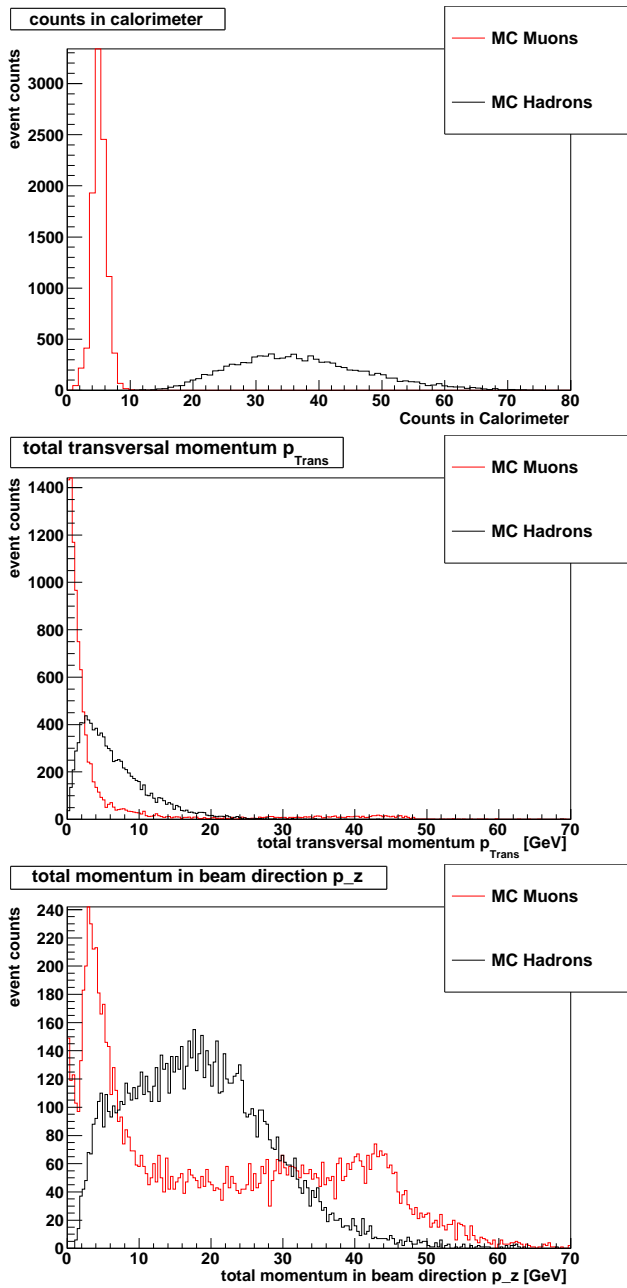 counts in calorimeter
MC Muons
MC Hadrons
event counts
3000
2500
2000
1500
1000
500
0
0 10 20 30 40 50 60 70 80
Counts in Calorimeter
total transversal momentum p_Trans
MC Muons
MC Hadrons
event counts
1400
1200
1000
800
600
400
200
0
0 10 20 30 40 50 60 70
total transversal momentum p_Trans [GeV]
total momentum in beam direction p_z
MC Muons
MC Hadrons
event counts
240
220
200
180
160
140
120
100
80
60
40
20
0
0 10 20 30 40 50 60 70
total momentum in beam direction p_z [GeV]